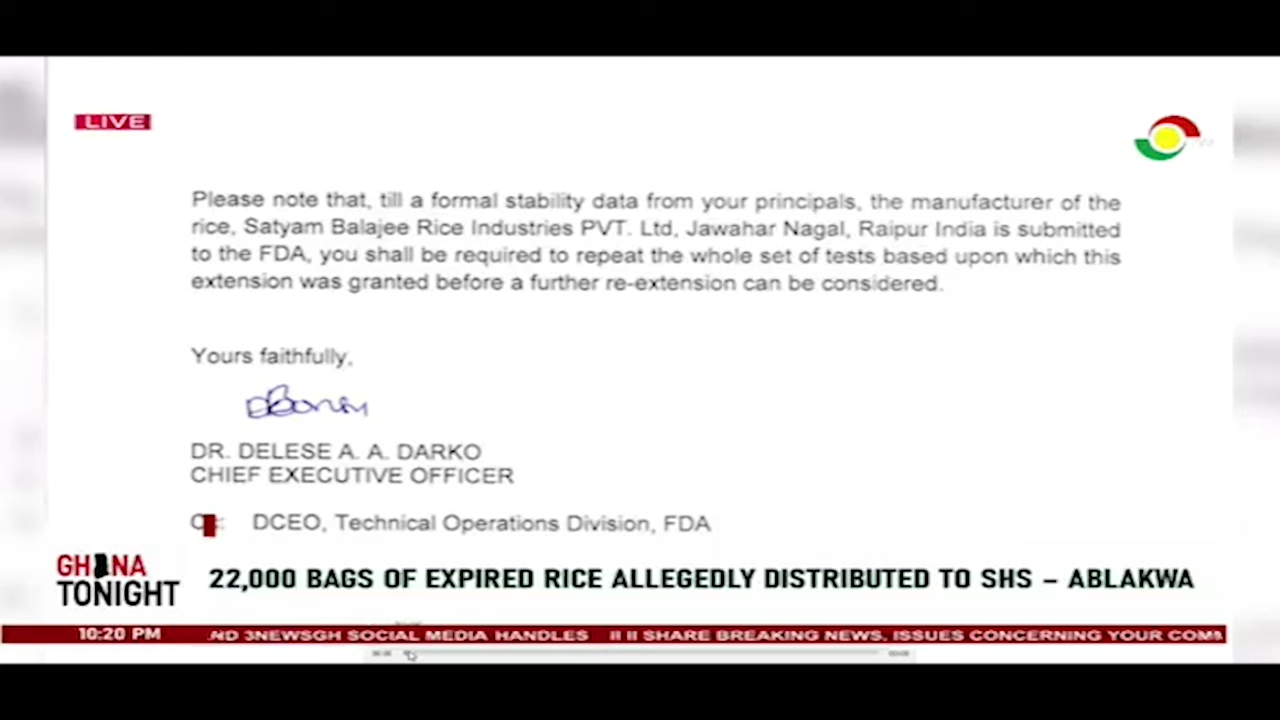 LIVE
Please note that, till a formal stability data from your principals, the manufacturer of the
rice, Satyam Balajee Rice Industries PVT. Ltd, Jawahar Nagal, Raipur India is submitted
to the FDA, you shall be required to repeat the whole set of tests based upon which this
extension was granted before a further re-extension can be considered.
Yours faithfully,
DR. DELESE A. A. DARKO
CHIEF EXECUTIVE OFFICER
DCEO, Technical Operations Division, FDA
GHANA
TONIGHT
22,000 BAGS OF EXPIRED RICE ALLEGEDLY DISTRIBUTED TO SHS – ABLAKWA
10:20 PM
ND 3NEWSGH SOCIAL MEDIA HANDLES SHARE BREAKING NEWS, ISSUES CONCERNING YOUR COM